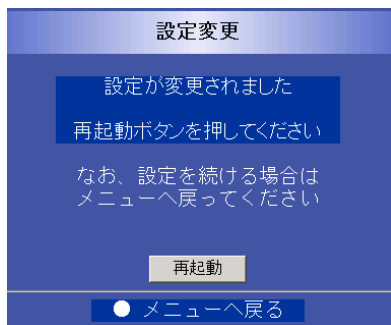 設定変更
設定が変更されました
再起動ボタンを押してください
なお、設定を続ける場合は
メニューへ戻ってください
再起動
● メニューへ戻る